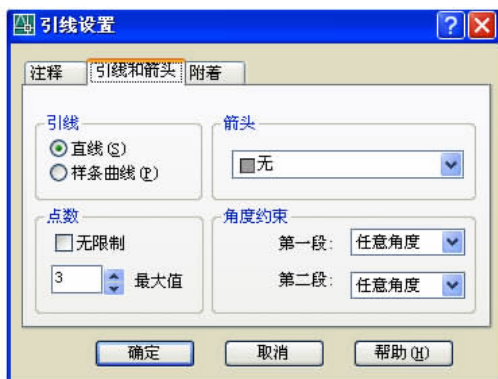 引线设置
注释 引线和箭头 附着
引线
直线(S)
样条曲线(P)
箭头
无
点数
无限制
3 最大值
角度约束
第一段: 任意角度
第二段: 任意角度
确定 取消 帮助(H)